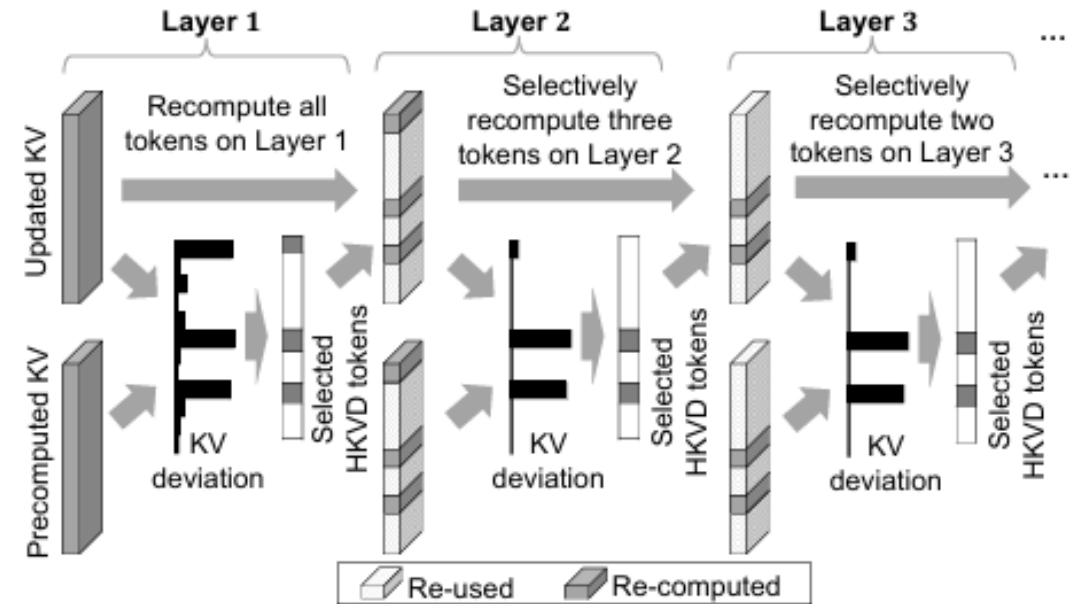 Layer 1
Layer 2
Layer 3
...
Updated KV
Recompute all
tokens on Layer 1
Selectively
recompute three
tokens on Layer 2
Selectively
recompute two
tokens on Layer 3
...
Precomputed KV
KV
deviation
Selected
HKVD tokens
KV
deviation
Selected
HKVD tokens
KV
deviation
Selected
HKVD tokens
Re-used
Re-computed